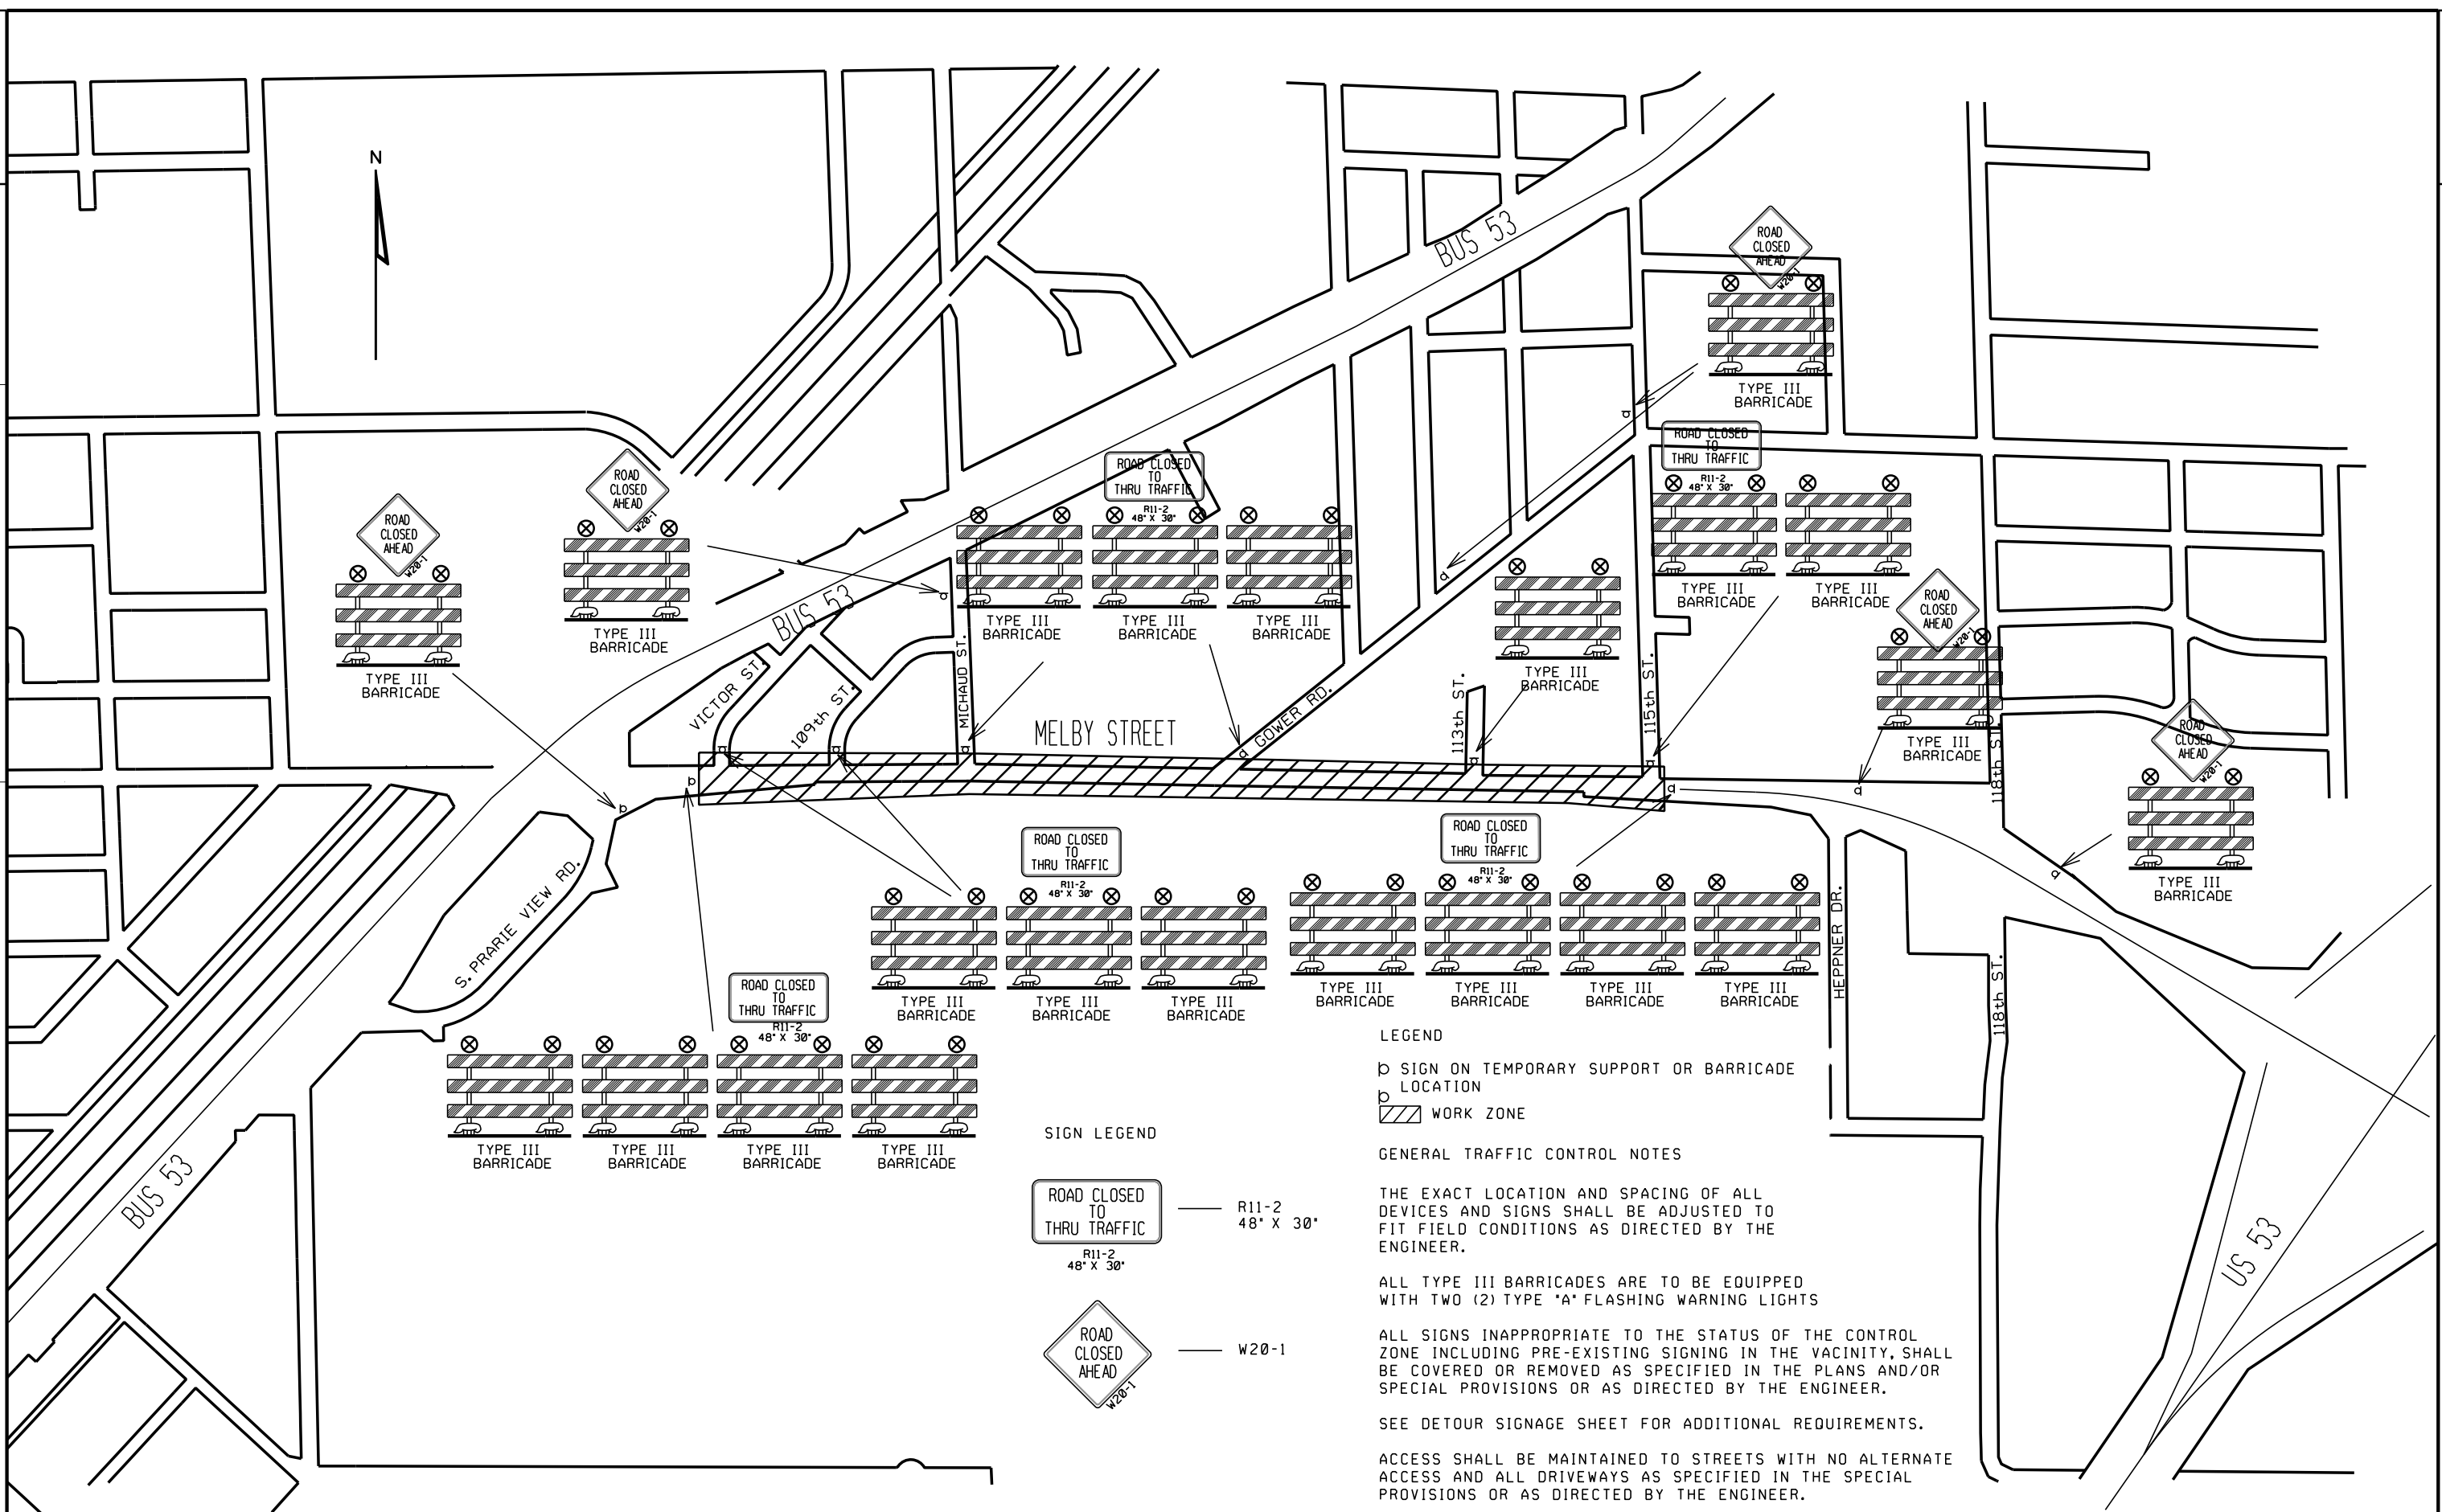 N
BUS 53
ROAD
CLOSED
AHEAD
W20-1
TYPE III
BARRICADE
ROAD CLOSED
TO
THRU TRAFFIC
R11-2
48" X 30"
TYPE III
BARRICADE
TYPE III
BARRICADE
ROAD
CLOSED
AHEAD
W20-1
TYPE III
BARRICADE
ROAD
CLOSED
AHEAD
W20-1
TYPE III
BARRICADE
ROAD CLOSED
TO
THRU TRAFFIC
R11-2
48" X 30"
TYPE III
BARRICADE
TYPE III
BARRICADE
TYPE III
BARRICADE
TYPE III
BARRICADE
ROAD
CLOSED
AHEAD
W20-1
TYPE III
BARRICADE
ROAD
CLOSED
AHEAD
W20-1
TYPE III
BARRICADE
BUS 53
VICTOR ST.
109th ST.
MICHAUD ST.
MELBY STREET
GOWER RD.
113th ST.
115th ST.
118th ST.
S. PRARIE VIEW RD.
HEPPNER DR.
118th ST.
ROAD CLOSED
TO
THRU TRAFFIC
R11-2
48" X 30"
TYPE III
BARRICADE
TYPE III
BARRICADE
TYPE III
BARRICADE
ROAD CLOSED
TO
THRU TRAFFIC
R11-2
48" X 30"
TYPE III
BARRICADE
TYPE III
BARRICADE
TYPE III
BARRICADE
TYPE III
BARRICADE
ROAD CLOSED
TO
THRU TRAFFIC
R11-2
48" X 30"
TYPE III
BARRICADE
TYPE III
BARRICADE
TYPE III
BARRICADE
TYPE III
BARRICADE
BUS 53
US 53
SIGN LEGEND
ROAD CLOSED
TO
THRU TRAFFIC
R11-2
48" X 30"
R11-2
48" X 30"
ROAD
CLOSED
AHEAD
W20-1
W20-1
LEGEND
SIGN ON TEMPORARY SUPPORT OR BARRICADE
LOCATION
WORK ZONE
GENERAL TRAFFIC CONTROL NOTES
THE EXACT LOCATION AND SPACING OF ALL
DEVICES AND SIGNS SHALL BE ADJUSTED TO
FIT FIELD CONDITIONS AS DIRECTED BY THE
ENGINEER.
ALL TYPE III BARRICADES ARE TO BE EQUIPPED
WITH TWO (2) TYPE "A" FLASHING WARNING LIGHTS
ALL SIGNS INAPPROPRIATE TO THE STATUS OF THE CONTROL
ZONE INCLUDING PRE-EXISTING SIGNING IN THE VACINITY, SHALL
BE COVERED OR REMOVED AS SPECIFIED IN THE PLANS AND/OR
SPECIAL PROVISIONS OR AS DIRECTED BY THE ENGINEER.
SEE DETOUR SIGNAGE SHEET FOR ADDITIONAL REQUIREMENTS.
ACCESS SHALL BE MAINTAINED TO STREETS WITH NO ALTERNATE
ACCESS AND ALL DRIVEWAYS AS SPECIFIED IN THE SPECIAL
PROVISIONS OR AS DIRECTED BY THE ENGINEER.